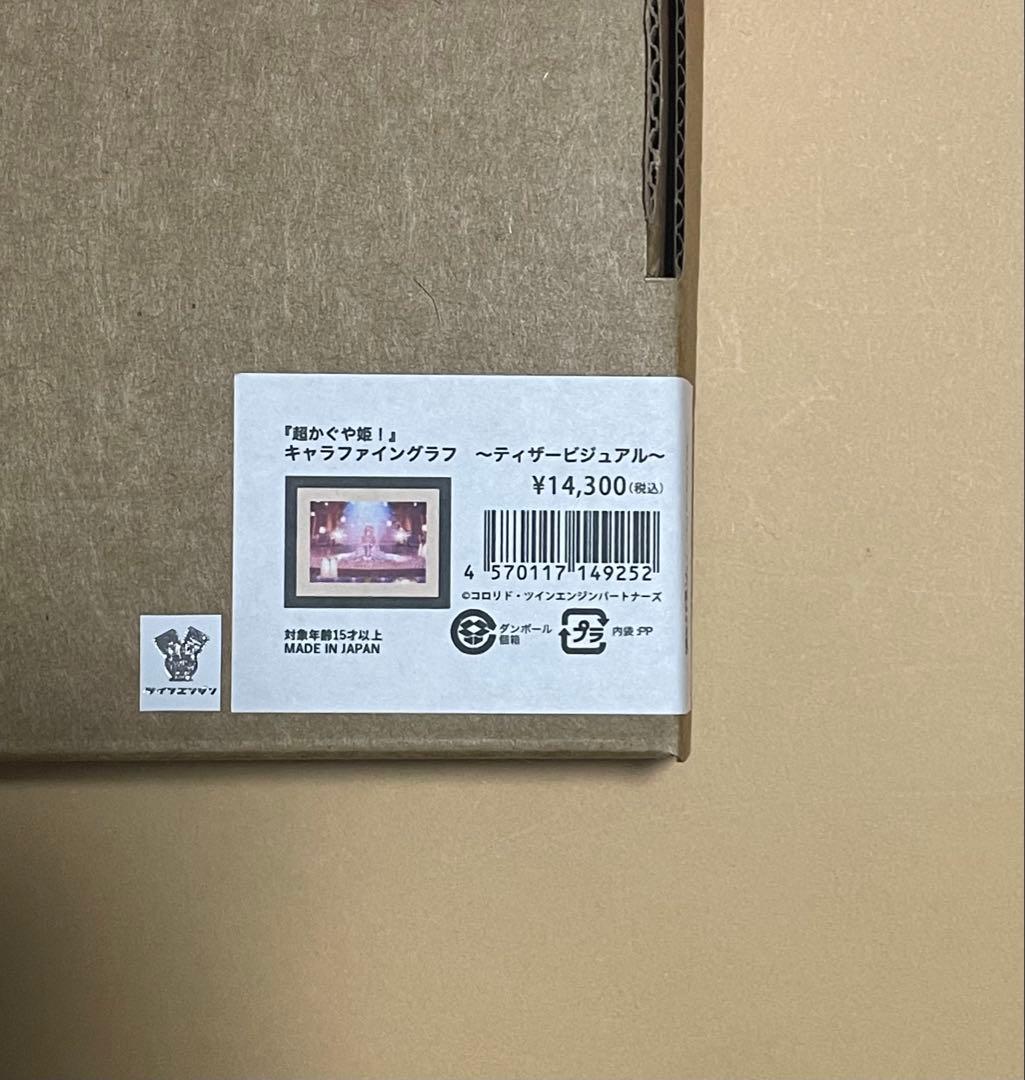 『超かぐや姫！』
キャラファイングラフ　～ティザービジュアル～
¥14,300(税込)
4 570117 149252
©コロリド・ツインエンジンパートナーズ
ダンボール
個箱
プラ
内袋:PP
対象年齢15才以上
MADE IN JAPAN
ツインエンジン